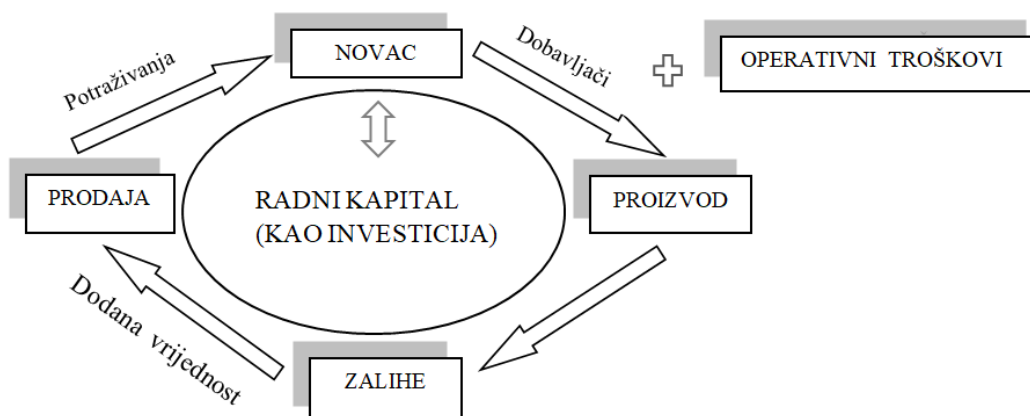 NOVAC
Dobavljači
OPERATIVNI TROŠKOVI
Potraživanja
PRODAJA
RADNI KAPITAL
(KAO INVESTICIJA)
PROIZVOD
Dodana vrijednost
ZALIHE